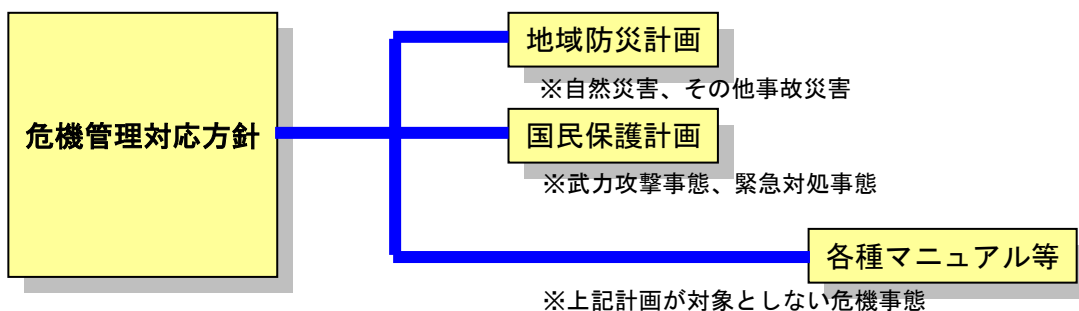 地域防災計画
※自然災害、その他事故災害
危機管理対応方針
国民保護計画
※武力攻撃事態、緊急対処事態
各種マニュアル等
※上記計画が対象としない危機事態